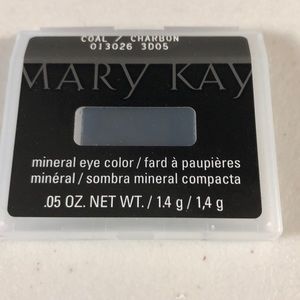 COAL / CHARBON
013026 3D05
MARY KAY
mineral eye color / fard à paupières
minéral / sombra mineral compacta
.05 OZ. NET WT. / 1.4 g / 1,4 g